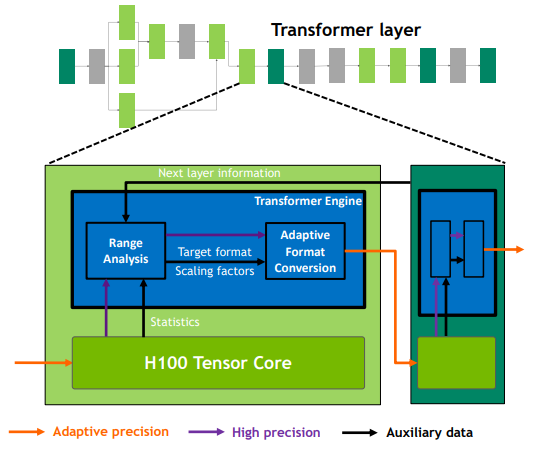 Transformer layer
Next layer information
Transformer Engine
Range
Analysis
Target format
Scaling factors
Adaptive
Format
Conversion
Statistics
H100 Tensor Core
Adaptive precision
High precision
Auxiliary data